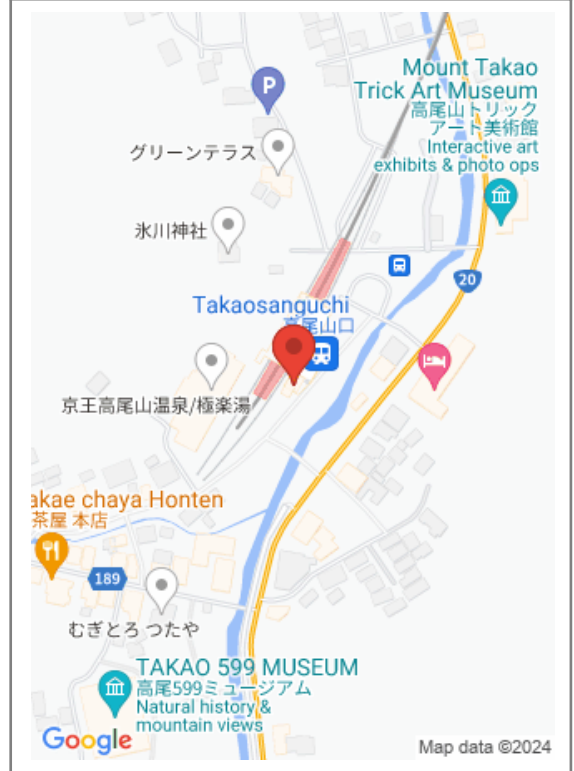 Mount Takao
Trick Art Museum
高尾山トリック
アート美術館
Interactive art
exhibits & photo ops
P
グリーンテラス
氷川神社
20
Takaosanguchi
高尾山口
京王高尾山温泉/極楽湯
akae chaya Honten
茶屋 本店
189
むぎとろ つたや
TAKAO 599 MUSEUM
高尾599ミュージアム
Natural history &
mountain views
Google
Map data ©2024